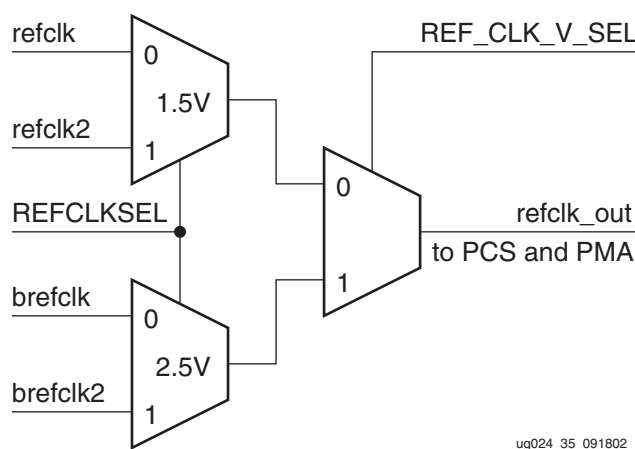 refclk
REF_CLK_V_SEL
0
1.5V
refclk2
1
0
REFCLKSEL
refclk_out
to PCS and PMA
1
brefclk
0
2.5V
brefclk2
1
ug024_35_091802